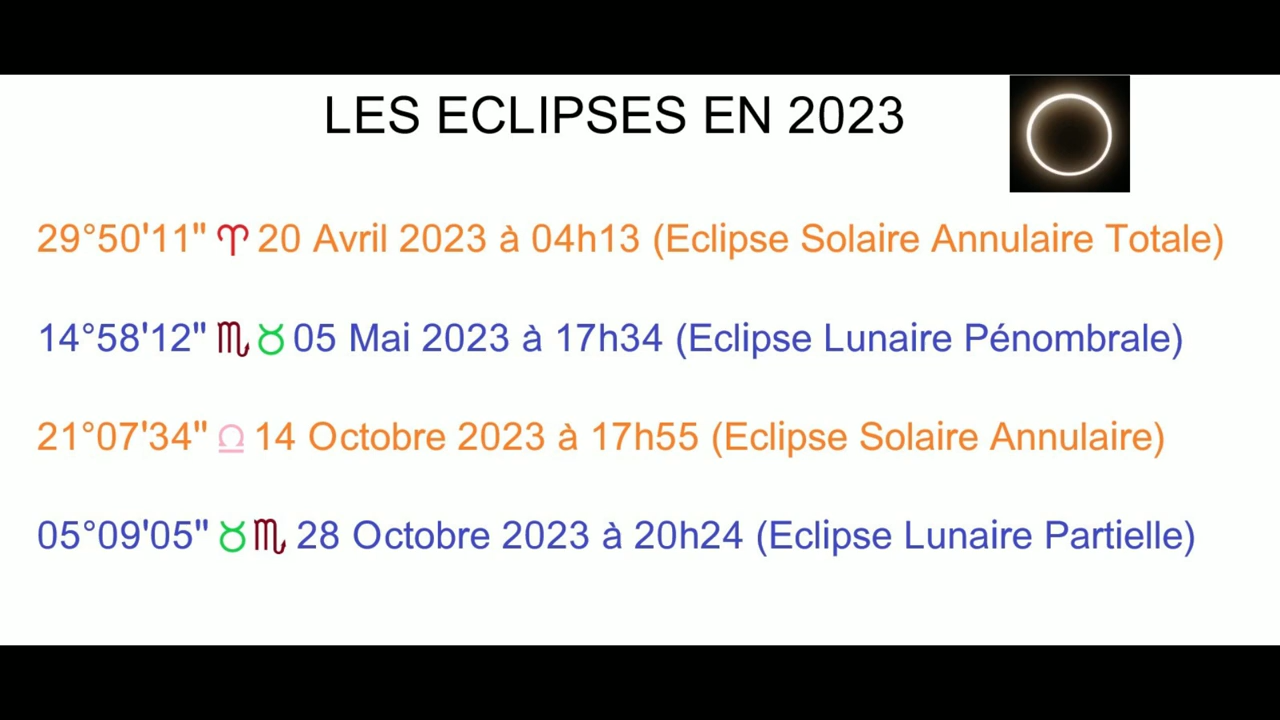 LES ECLIPSES EN 2023
29°50'11" ♈ 20 Avril 2023 à 04h13 (Eclipse Solaire Annulaire Totale)
14°58'12" ♏ ♉ 05 Mai 2023 à 17h34 (Eclipse Lunaire Pénombrale)
21°07'34" ♎ 14 Octobre 2023 à 17h55 (Eclipse Solaire Annulaire)
05°09'05" ♉ ♏ 28 Octobre 2023 à 20h24 (Eclipse Lunaire Partielle)